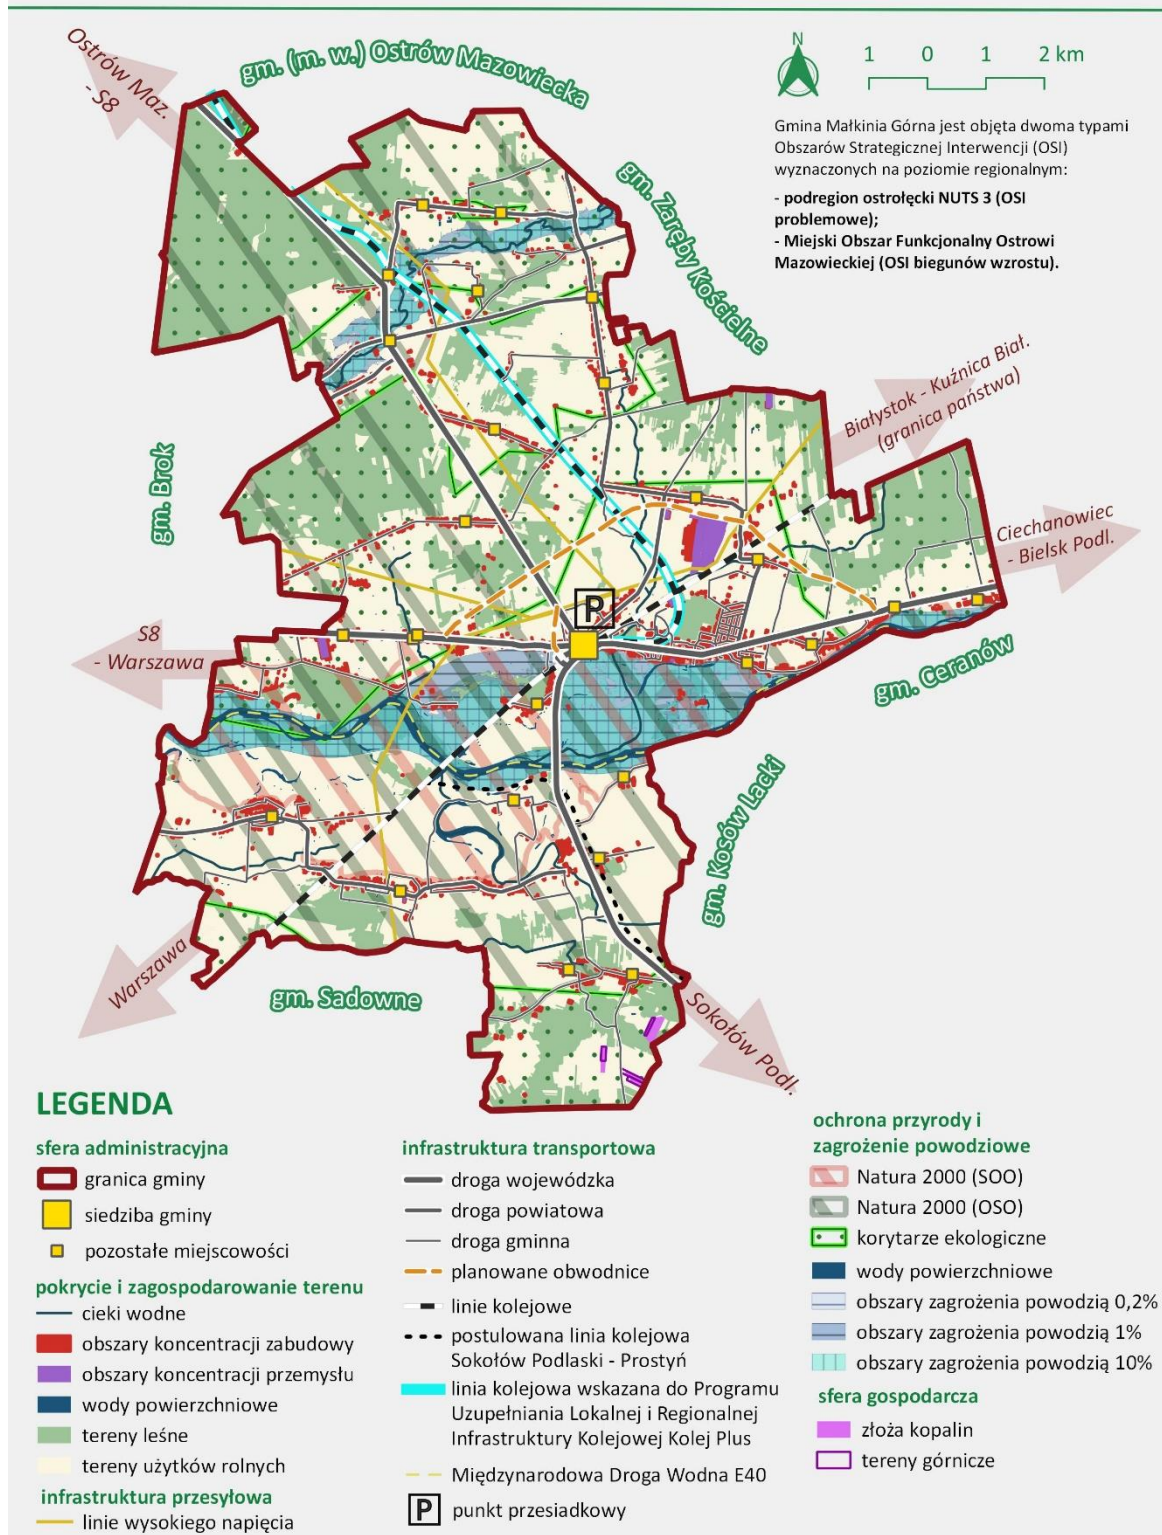 Ostrów Maz.
- S8
gm. (m. w.) Ostrów Mazowiecka
N
1 0 1 2 km
Gmina Małkinia Górna jest objęta dwoma typami
Obszarów Strategicznej Interwencji (OSI)
wyznaczonych na poziomie regionalnym:
- podregion ostrołęcki NUTS 3 (OSI
problemowe);
- Miejski Obszar Funkcjonalny Ostrowi
Mazowieckiej (OSI biegunów wzrostu).
gm. Zaręby Kościelne
Białystok - Kuźnica Biał.
(granica państwa)
gm. Brok
Ciechanowiec
- Bielsk Podl.
P
S8
- Warszawa
gm. Ceranów
gm. Kosów Lacki
Warszawa
gm. Sadowne
Sokołów Podl.
LEGENDA
sfera administracyjna
granica gminy
siedziba gminy
pozostałe miejscowości
pokrycie i zagospodarowanie terenu
cieki wodne
obszary koncentracji zabudowy
obszary koncentracji przemysłu
wody powierzchniowe
tereny leśne
tereny użytków rolnych
infrastruktura przesyłowa
linie wysokiego napięcia
infrastruktura transportowa
droga wojewódzka
droga powiatowa
droga gminna
planowane obwodnice
linie kolejowe
postulowana linia kolejowa
Sokołów Podlaski - Prostyń
linia kolejowa wskazana do Programu
Uzupełniania Lokalnej i Regionalnej
Infrastruktury Kolejowej Kolej Plus
Międzynarodowa Droga Wodna E40
P punkt przesiadkowy
ochrona przyrody i
zagrożenie powodziowe
Natura 2000 (SOO)
Natura 2000 (OSO)
korytarze ekologiczne
wody powierzchniowe
obszary zagrożenia powodzią 0,2%
obszary zagrożenia powodzią 1%
obszary zagrożenia powodzią 10%
sfera gospodarcza
złoża kopalin
tereny górnicze